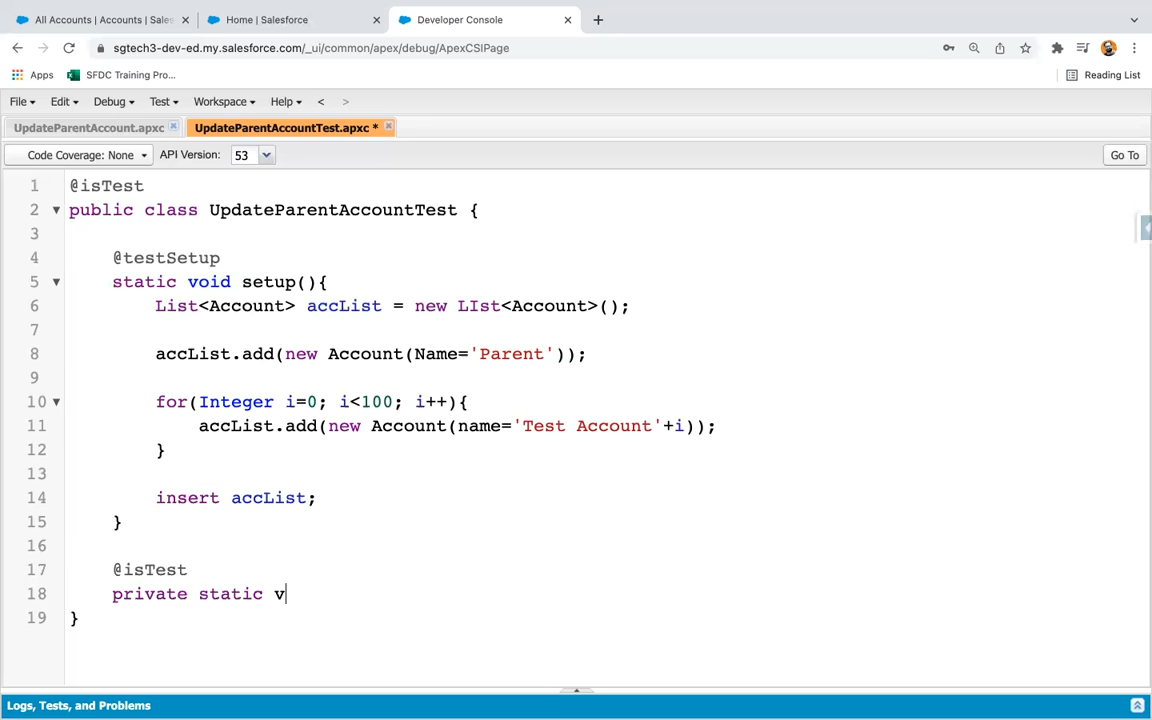 All Accounts | Accounts | Sales
Home | Salesforce
Developer Console
sgtech3-dev-ed.my.salesforce.com/_ui/common/apex/debug/ApexCSIPage
Apps
SFDC Training Pro...
Reading List
File
Edit
Debug
Test
Workspace
Help
<
>
UpdateParentAccount.apxc
UpdateParentAccountTest.apxc *
Code Coverage: None
API Version:
53
Go To
1 @isTest
2 public class UpdateParentAccountTest {
3
4 @testSetup
5 static void setup(){
6 List<Account> accList = new LIst<Account>();
7
8 accList.add(new Account(Name='Parent'));
9
10 for(Integer i=0; i<100; i++){
11 accList.add(new Account(name='Test Account'+i));
12 }
13
14 insert accList;
15 }
16
17 @isTest
18 private static v
19 }
Logs, Tests, and Problems